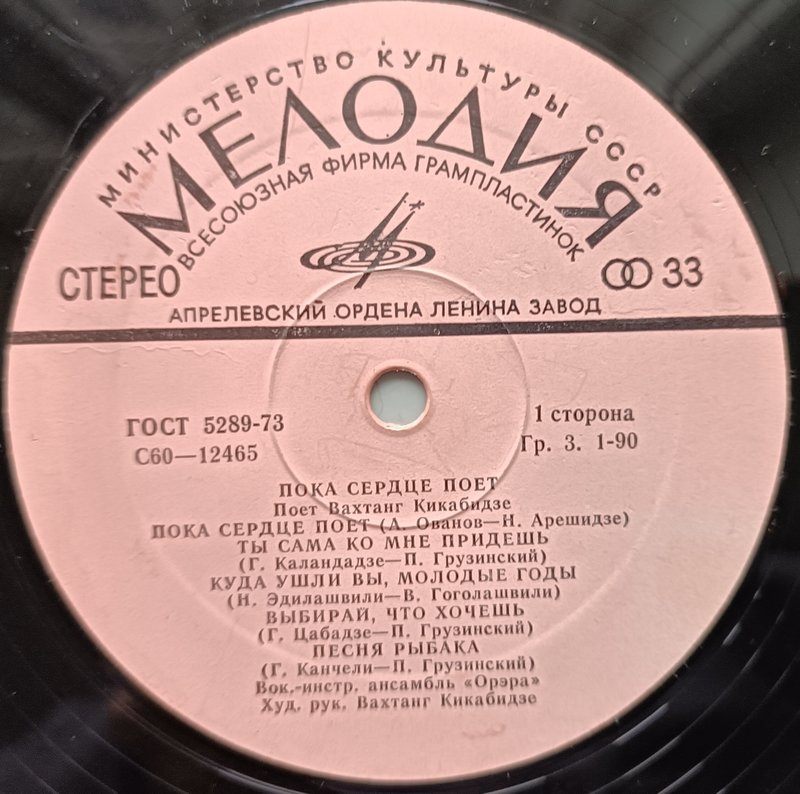 МИНИСТЕРСТВО КУЛЬТУРЫ СССР
МЕЛОДИЯ
ВСЕСОЮЗНАЯ ФИРМА ГРАМПЛАСТИНОК
СТЕРЕО
33
АПРЕЛЕВСКИЙ ОРДЕНА ЛЕНИНА ЗАВОД
ГОСТ 5289-73
С60—12465
1 сторона
Гр. 3. 1-90
ПОКА СЕРДЦЕ ПОЕТ
Поет Вахтанг Кикабидзе
ПОКА СЕРДЦЕ ПОЕТ (А. Ованов—Н. Арешидзе)
ТЫ САМА КО МНЕ ПРИДЕШЬ
(Г. Каландадзе—П. Грузинский)
КУДА УШЛИ ВЫ, МОЛОДЫЕ ГОДЫ
(Н. Эдилашвили—В. Гоголашвили)
ВЫБИРАЙ, ЧТО ХОЧЕШЬ
(Г. Цабадзе—П. Грузинский)
ПЕСНЯ РЫБАКА
(Г. Канчели—П. Грузинский)
Вок.-инстр. ансамбль «Орэра»
Худ. рук. Вахтанг Кикабидзе